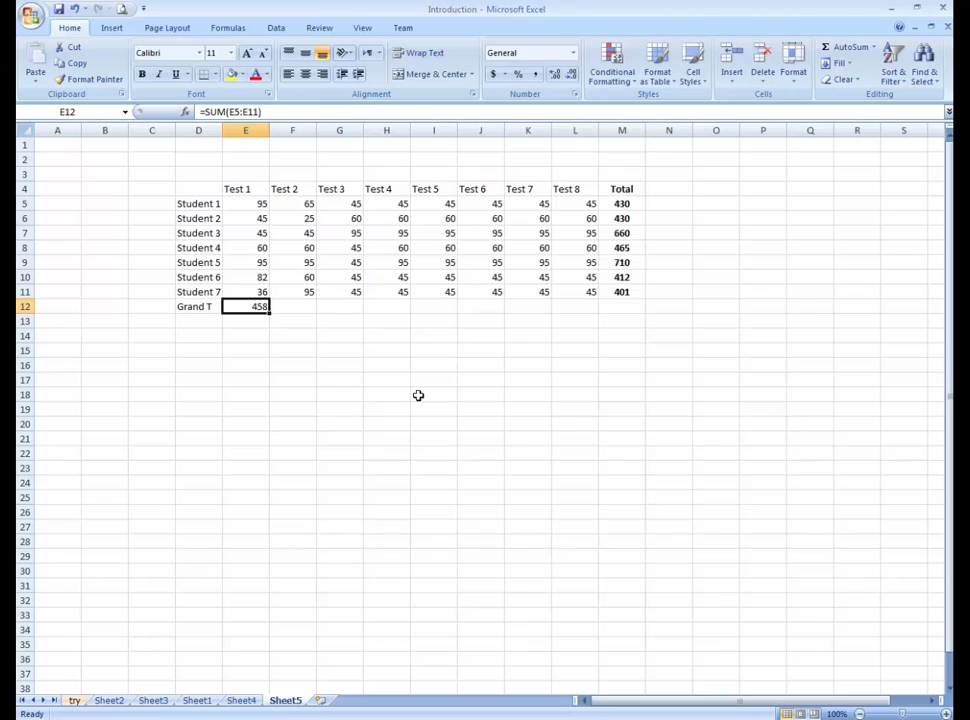 Introduction - Microsoft Excel
Home Insert Page Layout Formulas Data Review View Team
Cut Calibri 11 Wrap Text General AutoSum
Copy Fill
Paste Format Painter B I U A Merge & Center $ % , Conditional Formatting Format as Table Cell Styles Insert Delete Format Clear Sort & Filter Find & Select
Clipboard Font Alignment Number Styles Cells Editing
E12 fx =SUM(E5:E11)
A B C D E F G H I J K L M N O P Q R S
1
2
3
4 Test 1 Test 2 Test 3 Test 4 Test 5 Test 6 Test 7 Test 8 Total
5 Student 1 95 65 45 45 45 45 45 45 430
6 Student 2 45 25 60 60 60 60 60 60 430
7 Student 3 45 45 95 95 95 95 95 95 660
8 Student 4 60 60 45 60 60 60 60 60 465
9 Student 5 95 95 45 95 95 95 95 95 710
10 Student 6 82 60 45 45 45 45 45 45 412
11 Student 7 36 95 45 45 45 45 45 45 401
12 Grand T 458
13
14
15
16
17
18
19
20
21
22
23
24
25
26
27
28
29
30
31
32
33
34
35
36
37
38
try Sheet2 Sheet3 Sheet1 Sheet4 Sheet5
Ready 100%